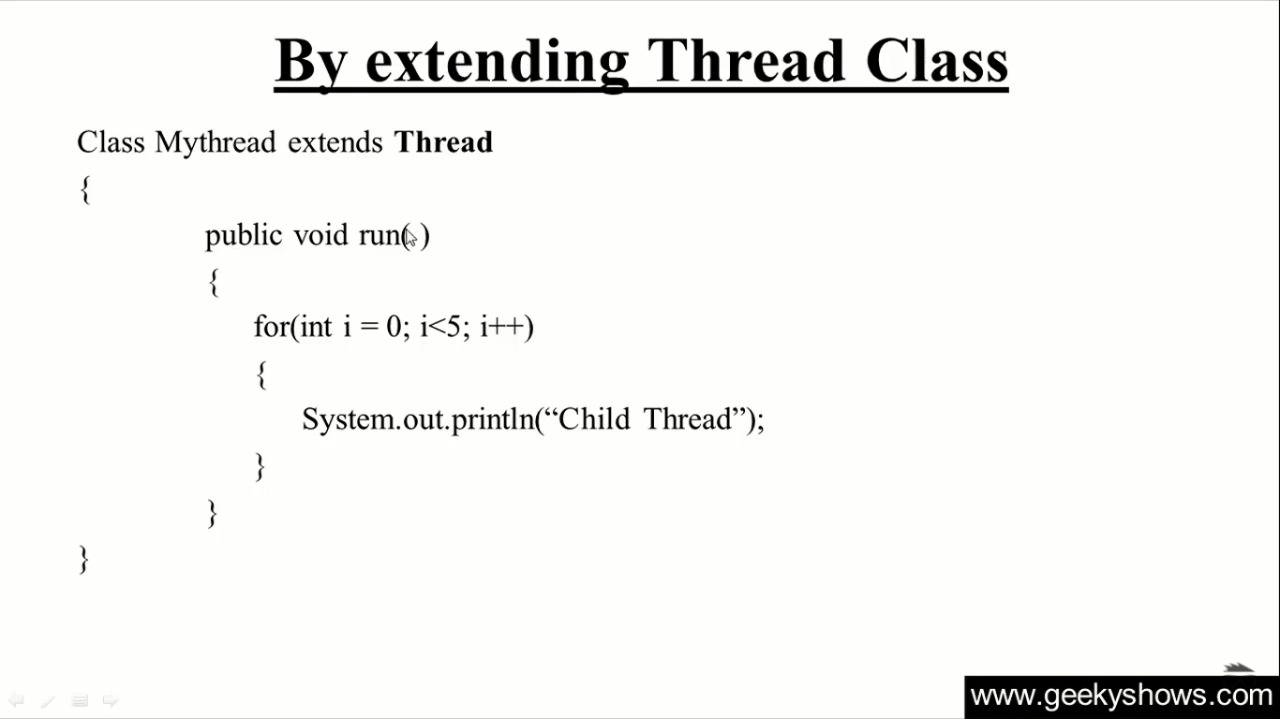 By extending Thread Class
Class Mythread extends Thread
{
public void run( )
{
for(int i = 0; i<5; i++)
{
System.out.println(“Child Thread”);
}
}
}
www.geekyshows.com